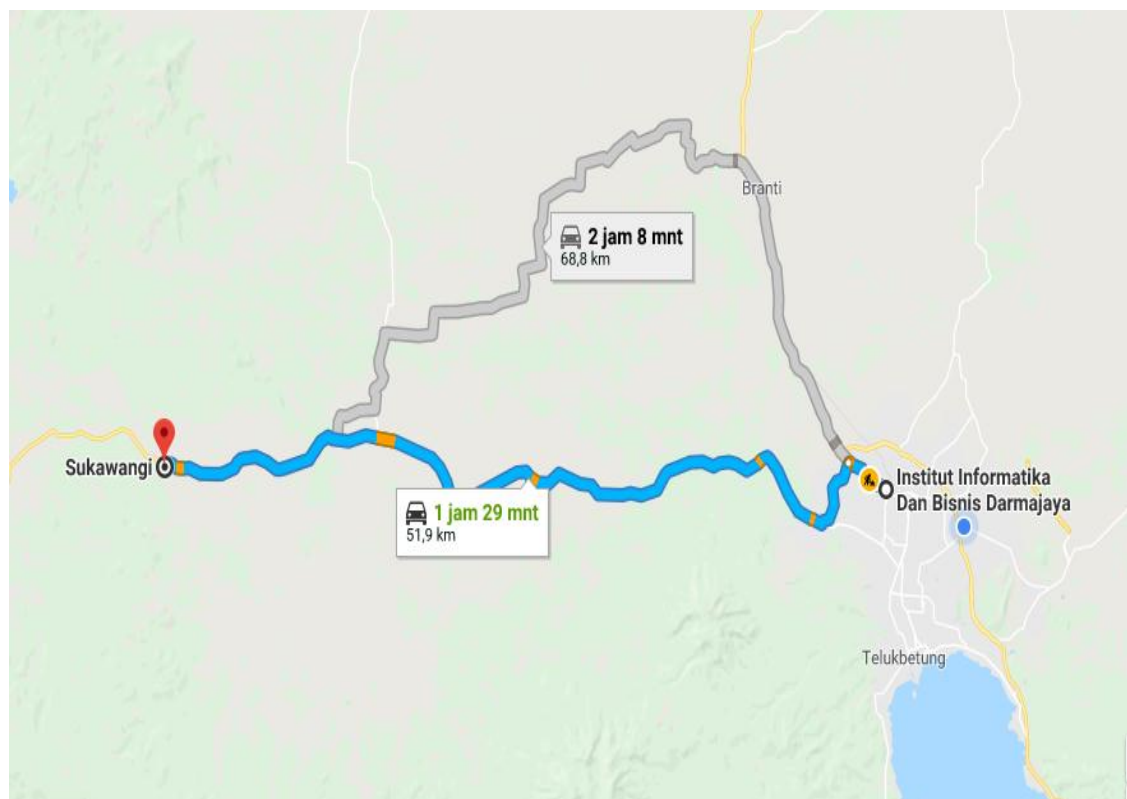 Branti
2 jam 8 mnt
68,8 km
Sukawangi
Institut Informatika
Dan Bisnis Darmajaya
1 jam 29 mnt
51,9 km
Telukbetung